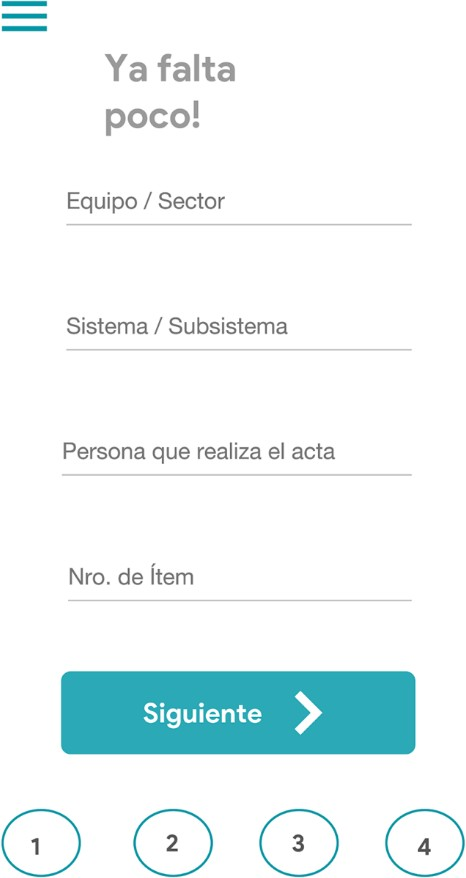 Ya falta
poco!
Equipo / Sector
Sistema / Subsistema
Persona que realiza el acta
Nro. de Ítem
Siguiente
1 2 3 4